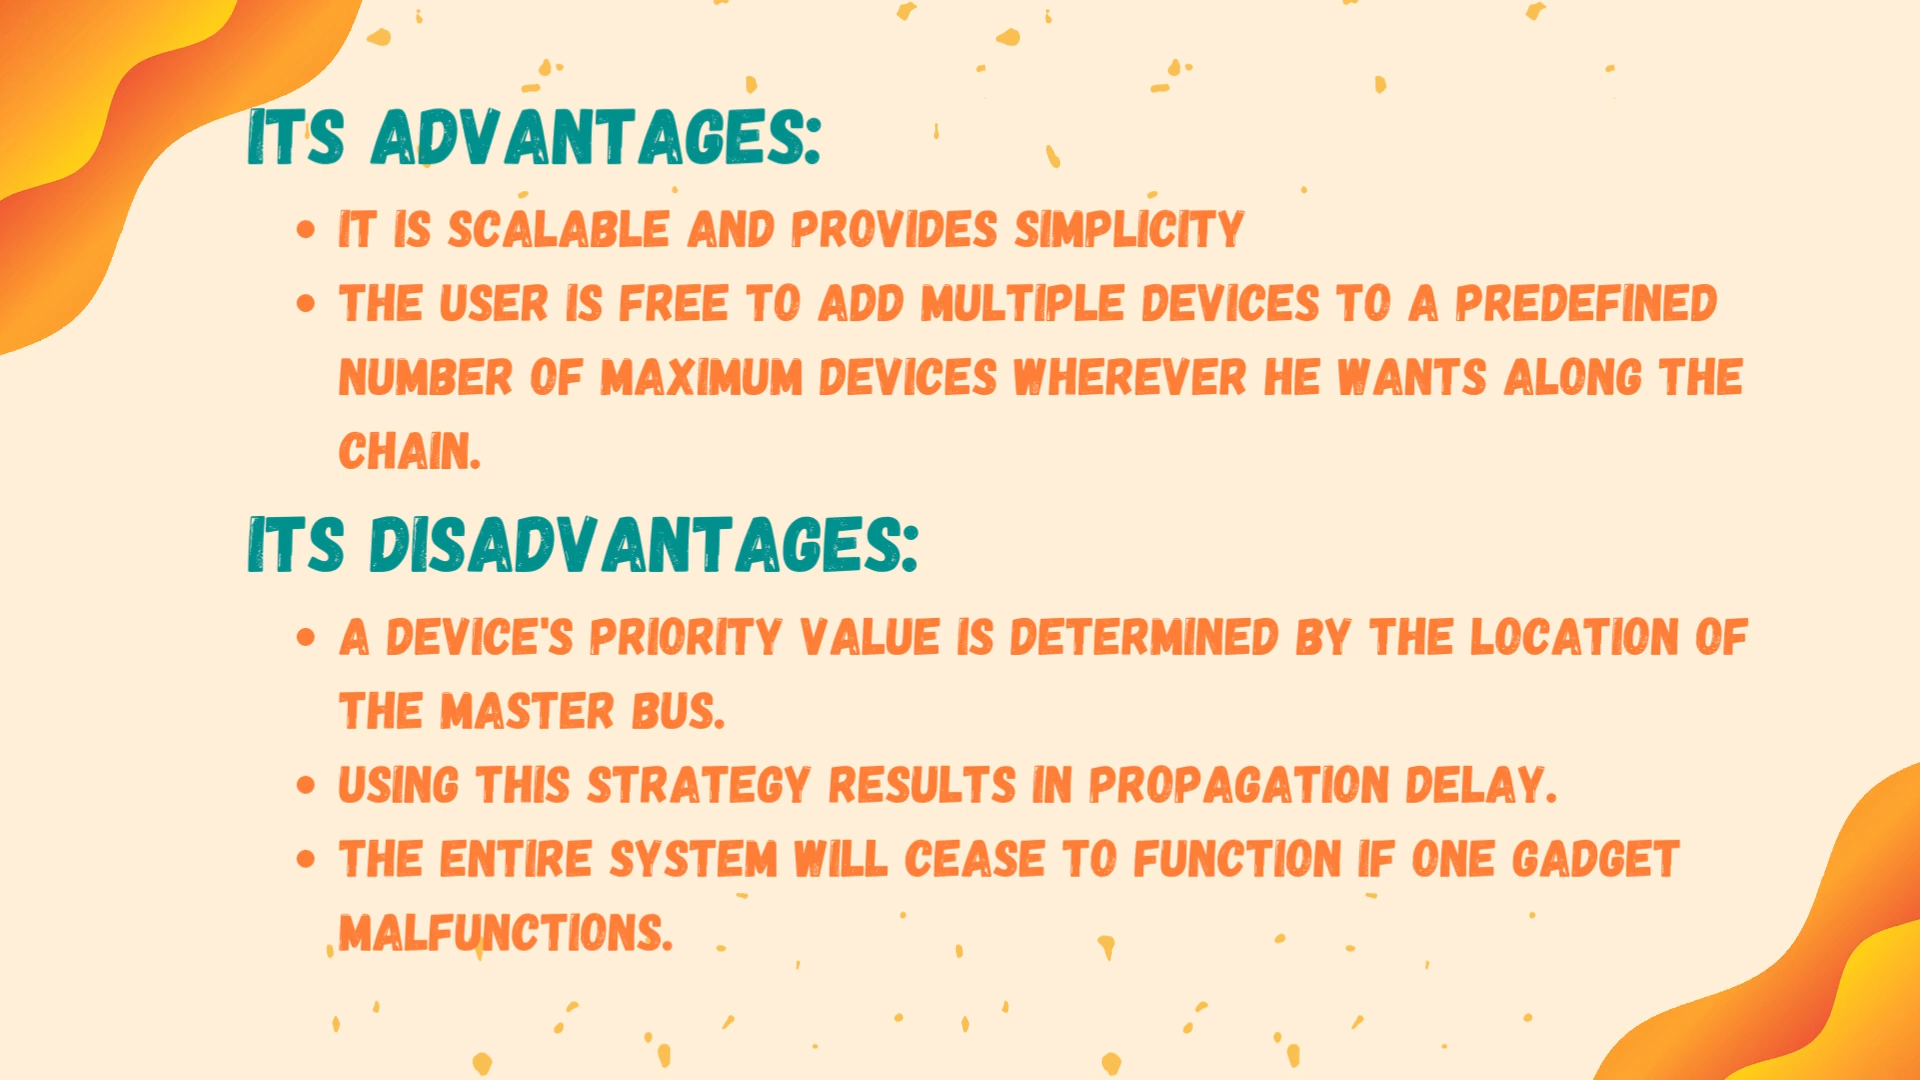 ITS ADVANTAGES:
• IT IS SCALABLE AND PROVIDES SIMPLICITY
• THE USER IS FREE TO ADD MULTIPLE DEVICES TO A PREDEFINED
NUMBER OF MAXIMUM DEVICES WHEREVER HE WANTS ALONG THE
CHAIN.
ITS DISADVANTAGES:
• A DEVICE'S PRIORITY VALUE IS DETERMINED BY THE LOCATION OF
THE MASTER BUS.
• USING THIS STRATEGY RESULTS IN PROPAGATION DELAY.
• THE ENTIRE SYSTEM WILL CEASE TO FUNCTION IF ONE GADGET
MALFUNCTIONS.